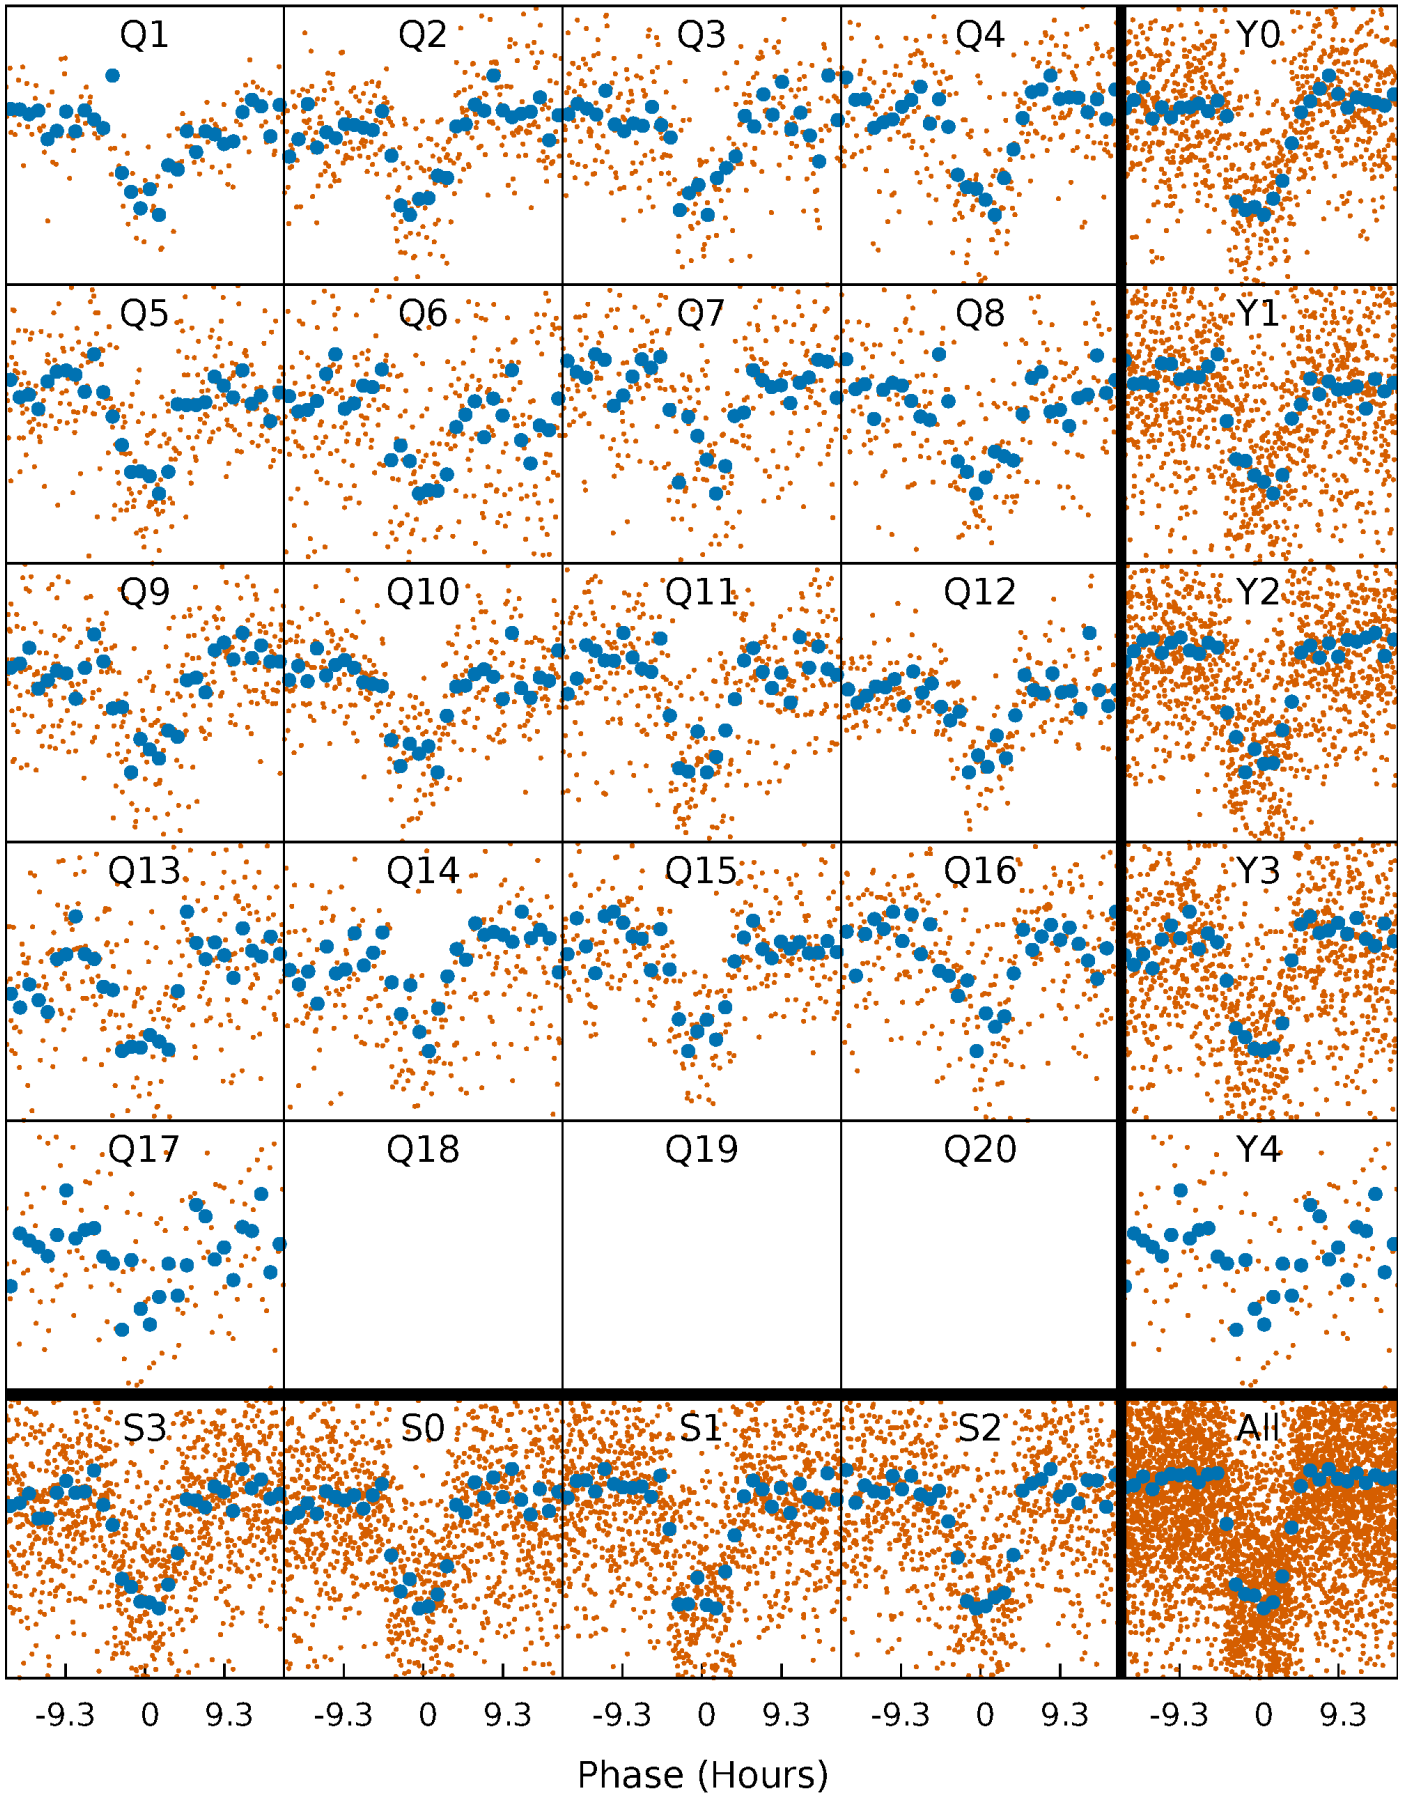 Q1 Q2 Q3 Q4 Y0
Q5 Q6 Q7 Q8 Y1
Q9 Q10 Q11 Q12 Y2
Q13 Q14 Q15 Q16 Y3
Q17 Q18 Q19 Q20 Y4
S3 S0 S1 S2 All
-9.3 0 9.3 -9.3 0 9.3 -9.3 0 9.3 -9.3 0 9.3 -9.3 0 9.3
Phase (Hours)